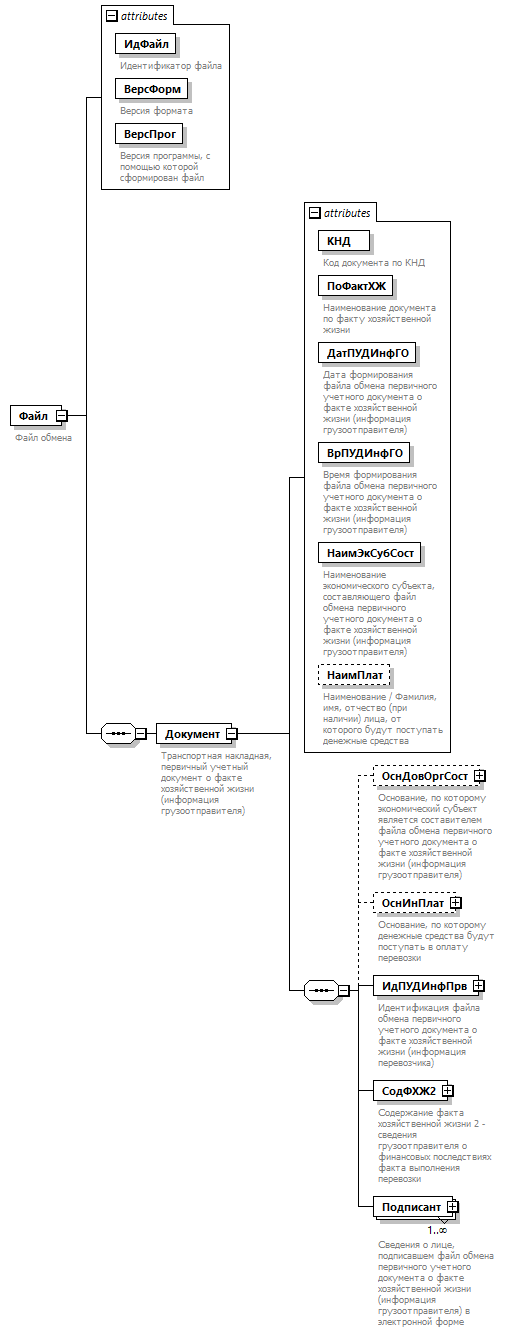 attributes
ИдФайл
Идентификатор файла
ВерсФорм
Версия формата
ВерсПрог
Версия программы, с
помощью которой
сформирован файл
Файл
Файл обмена
attributes
КНД
Код документа по КНД
ПоФактХЖ
Наименование документа
по факту хозяйственной
жизни
ДатПУДИнфГО
Дата формирования
файла обмена первичного
учетного документа о
факте хозяйственной
жизни (информация
грузоотправителя)
ВрПУДИнфГО
Время формирования
файла обмена первичного
учетного документа о
факте хозяйственной
жизни (информация
грузоотправителя)
НаимЭкСубСост
Наименование
экономического субъекта,
составляющего файл
обмена первичного
учетного документа о
факте хозяйственной
жизни (информация
грузоотправителя)
НаимПлат
Наименование / Фамилия,
имя, отчество (при
наличии) лица, от
которого будут поступать
денежные средства
Документ
Транспортная накладная,
первичный учетный
документ о факте
хозяйственной жизни
(информация
грузоотправителя)
ОснДовОргСост
Основание, по которому
экономический субъект
является составителем
файла обмена первичного
учетного документа о
факте хозяйственной
жизни (информация
грузоотправителя)
ОснИнПлат
Основание, по которому
денежные средства будут
поступать в оплату
перевозки
ИдПУДИнфПрв
Идентификация файла
обмена первичного
учетного документа о
факте хозяйственной
жизни (информация
перевозчика)
СодФХЖ2
Содержание факта
хозяйственной жизни 2 -
сведения
грузоотправителя о
финансовых последствиях
факта выполнения
перевозки
Подписант
1..∞
Сведения о лице,
подписавшем файл обмена
первичного учетного
документа о факте
хозяйственной жизни
(информация
грузоотправителя) в
электронной форме